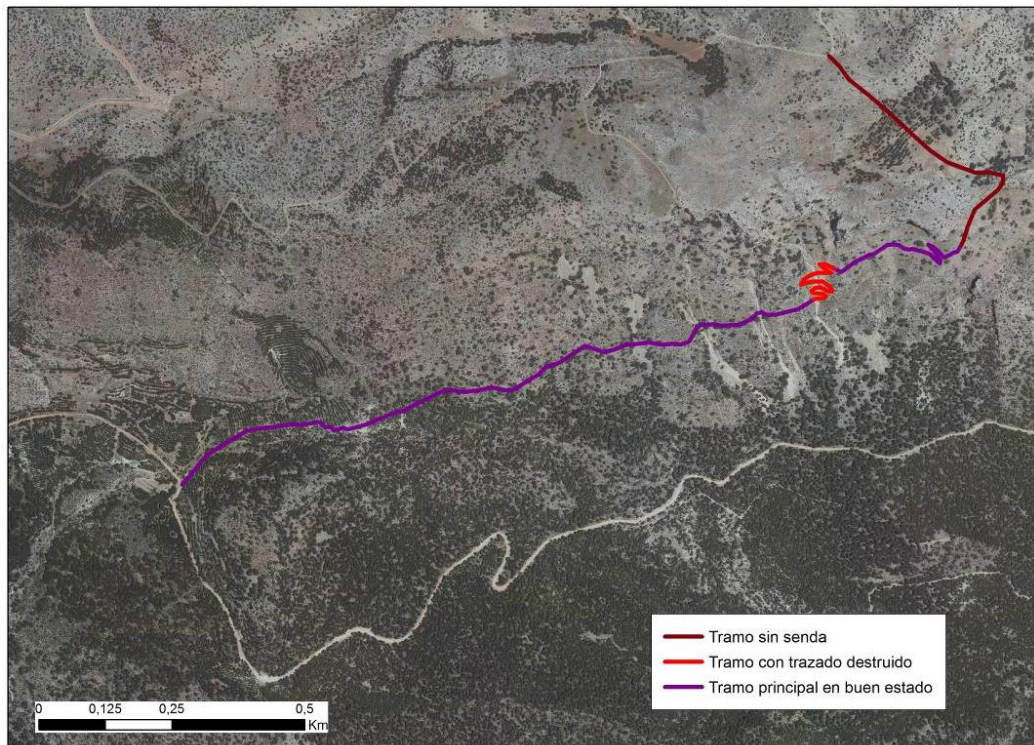 Tramo sin senda
Tramo con trazado destruido
Tramo principal en buen estado
0 0,125 0,25 0,5
Km